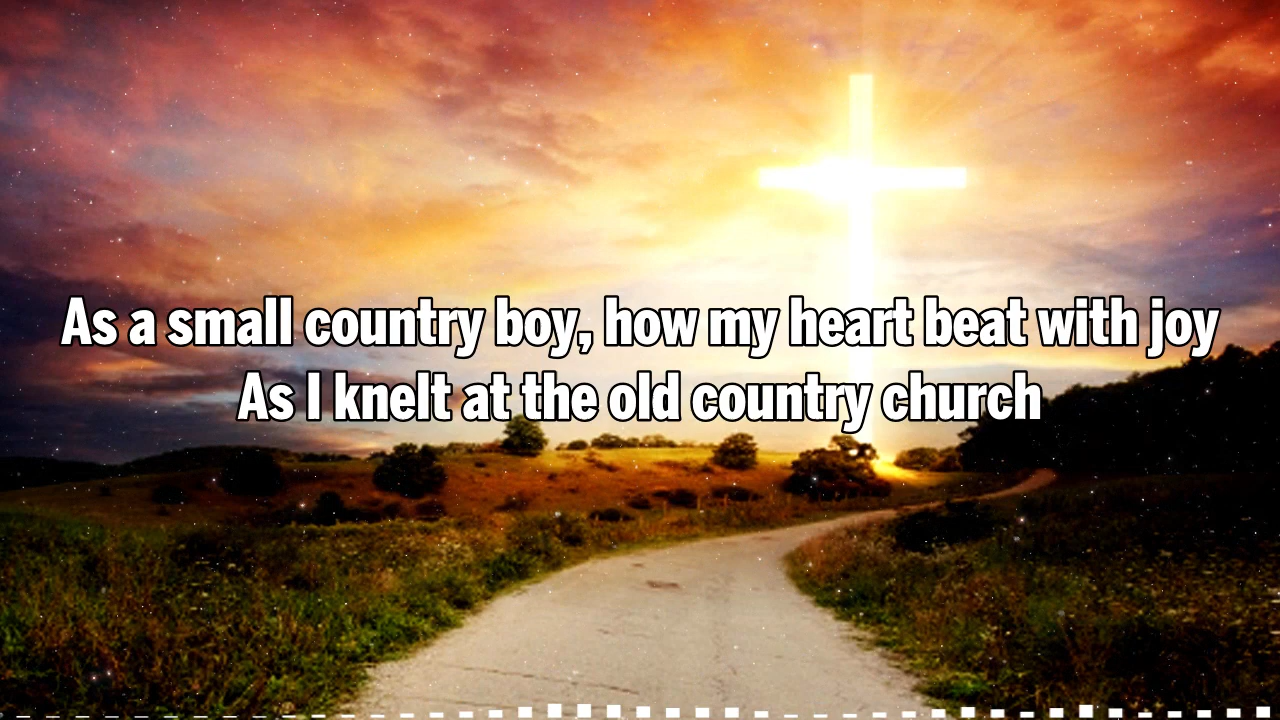 As a small country boy, how my heart beat with joy
As I knelt at the old country church